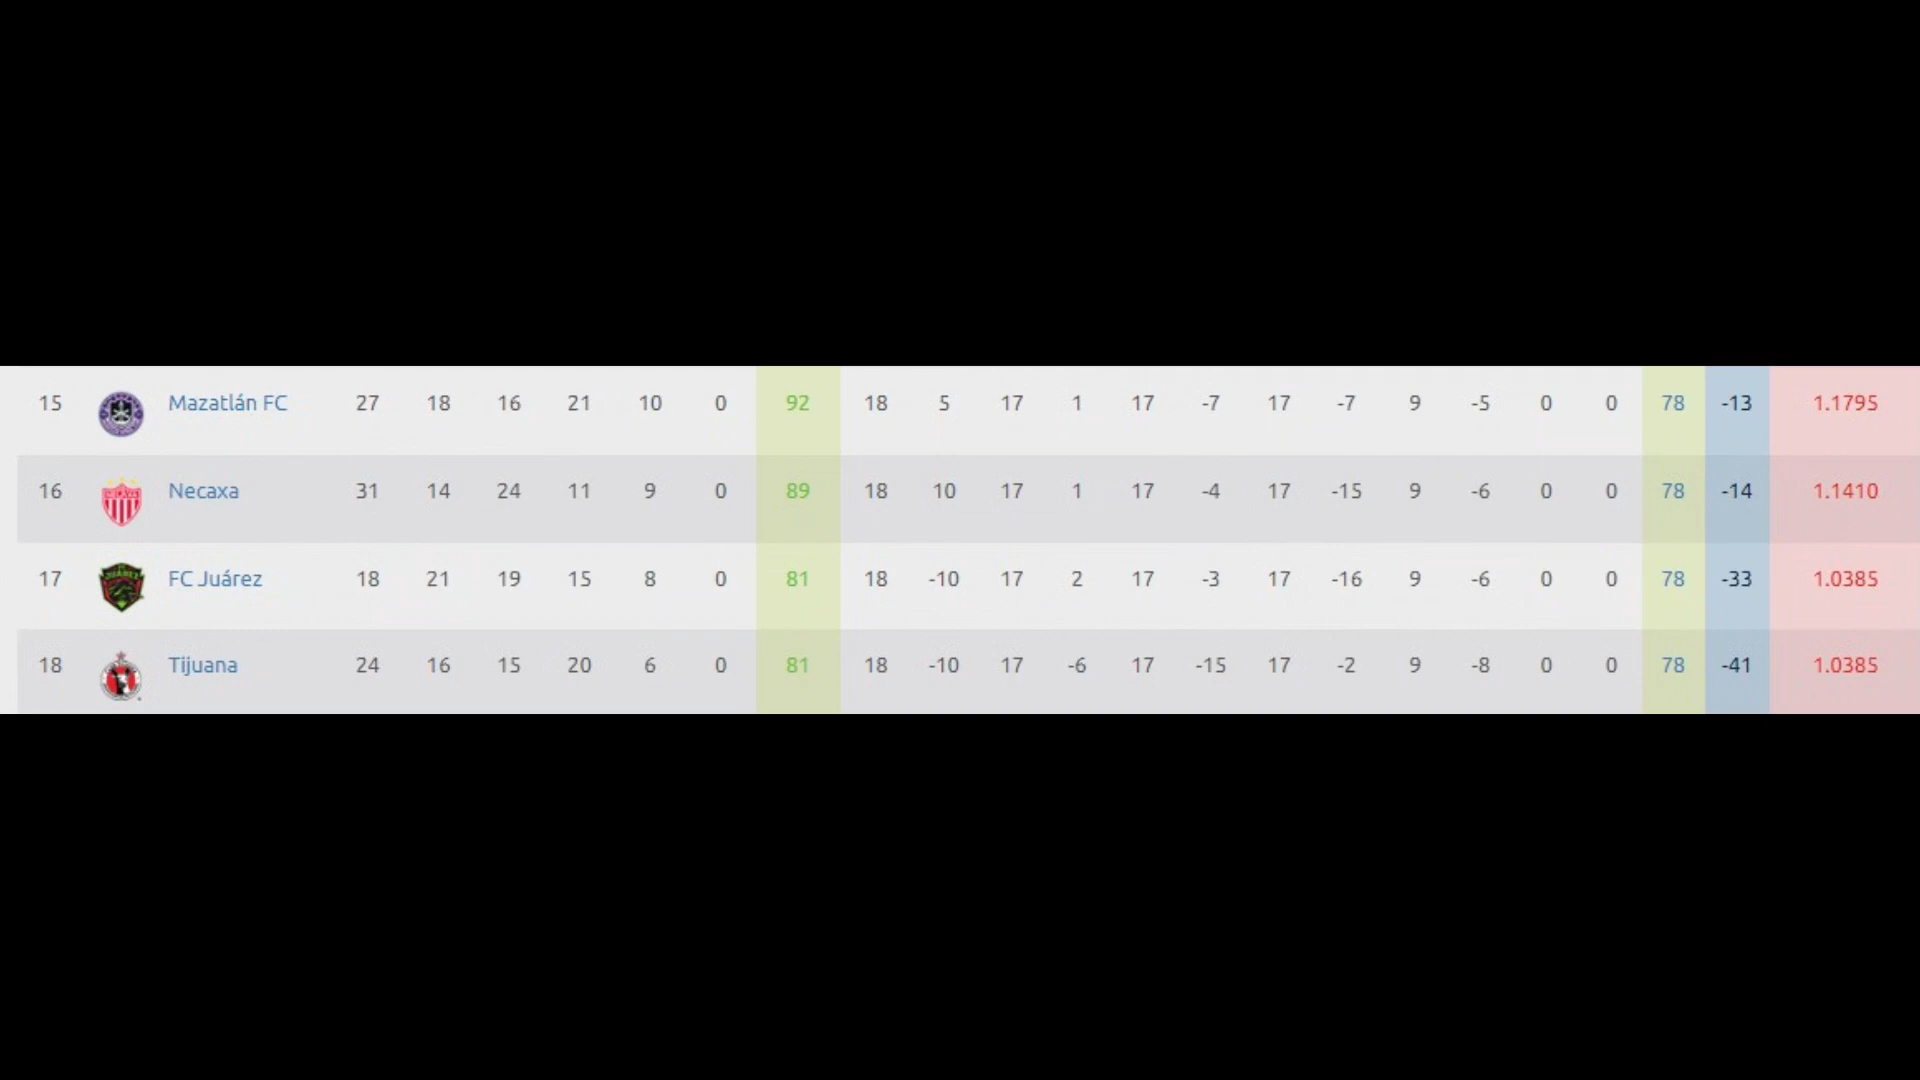 15 Mazatlán FC 27 18 16 21 10 0 92 18 5 17 1 17 -7 17 -7 9 -5 0 0 78 -13 1.1795
16 NECAXA Necaxa 31 14 24 11 9 0 89 18 10 17 1 17 -4 17 -15 9 -6 0 0 78 -14 1.1410
17 JUÁREZ FC Juárez 18 21 19 15 8 0 81 18 -10 17 2 17 -3 17 -16 9 -6 0 0 78 -33 1.0385
18 Tijuana 24 16 15 20 6 0 81 18 -10 17 -6 17 -15 17 -2 9 -8 0 0 78 -41 1.0385